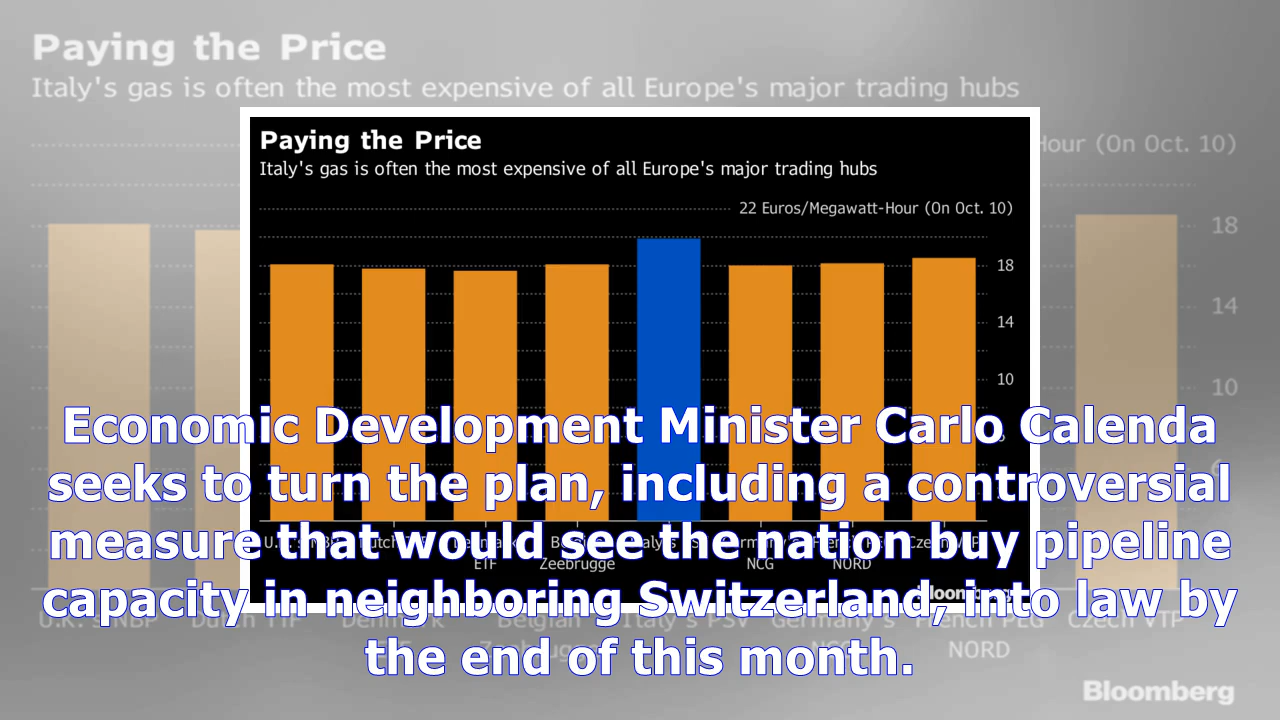 Paying the Price
Italy's gas is often the most expensive of all Europe's major trading hubs
Hour (On Oct. 10)
Paying the Price
Italy's gas is often the most expensive of all Europe's major trading hubs
22 Euros/Megawatt-Hour (On Oct. 10)
18
14
10
18
14
10
6
Economic Development Minister Carlo Calenda
seeks to turn the plan, including a controversial
measure that would see the nation buy pipeline
capacity in neighboring Switzerland, into law by
the end of this month.
ETF
Zeebrugge
NCG
NORD
Bloomberg
U.K.'s NBP
Dutch TTF
Denmark
Belgian
Italy's PSV
Germany's
French PEG
Czech VTP
NORD
Bloomberg